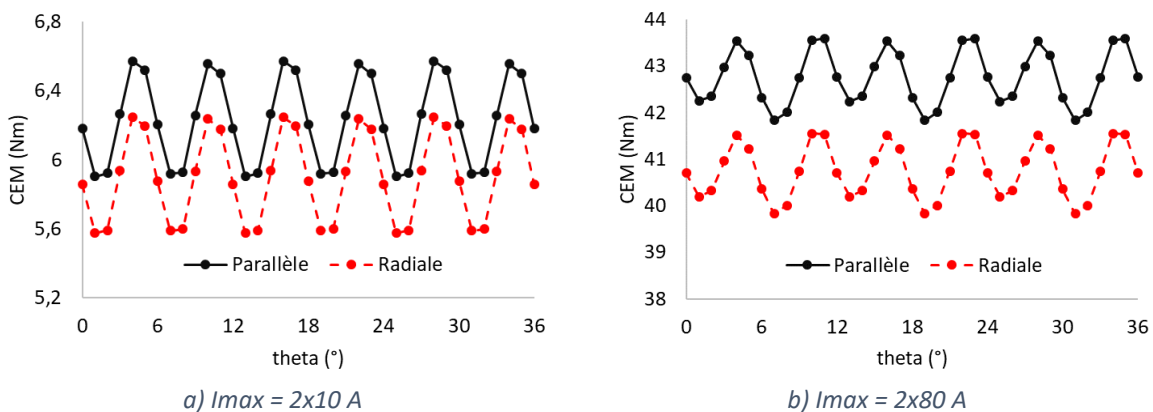 6,8
6,4
6
5,6
5,2
CEM (Nm)
Parallèle Radiale
0 6 12 18 24 30 36
theta (°)
a) Imax = 2x10 A
44
43
42
41
40
39
38
CEM (Nm)
Parallèle Radiale
0 6 12 18 24 30 36
theta (°)
b) Imax = 2x80 A